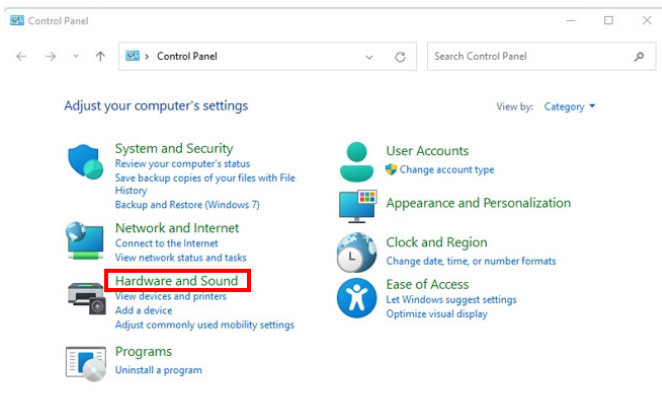 Control Panel
Control Panel
Search Control Panel
Adjust your computer's settings
View by: Category
System and Security
Review your computer's status
Save backup copies of your files with File
History
Backup and Restore (Windows 7)
Network and Internet
Connect to the Internet
View network status and tasks
Hardware and Sound
View devices and printers
Add a device
Adjust commonly used mobility settings
Programs
Uninstall a program
User Accounts
Change account type
Appearance and Personalization
Clock and Region
Change date, time, or number formats
Ease of Access
Let Windows suggest settings
Optimize visual display